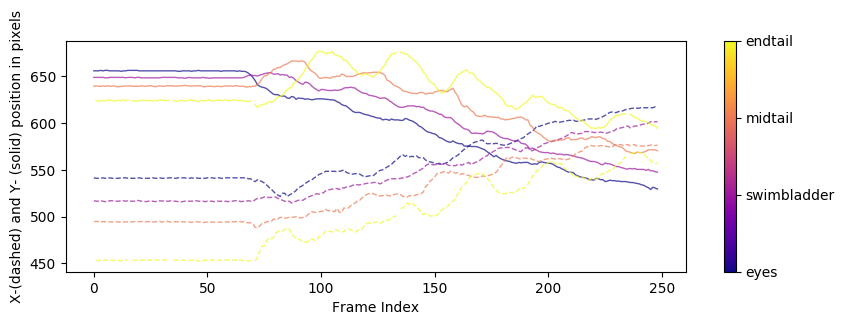 X-(dashed) and Y- (solid) position in pixels
650
600
550
500
450
0 50 100 150 200 250
Frame Index
endtail
midtail
swimbladder
eyes